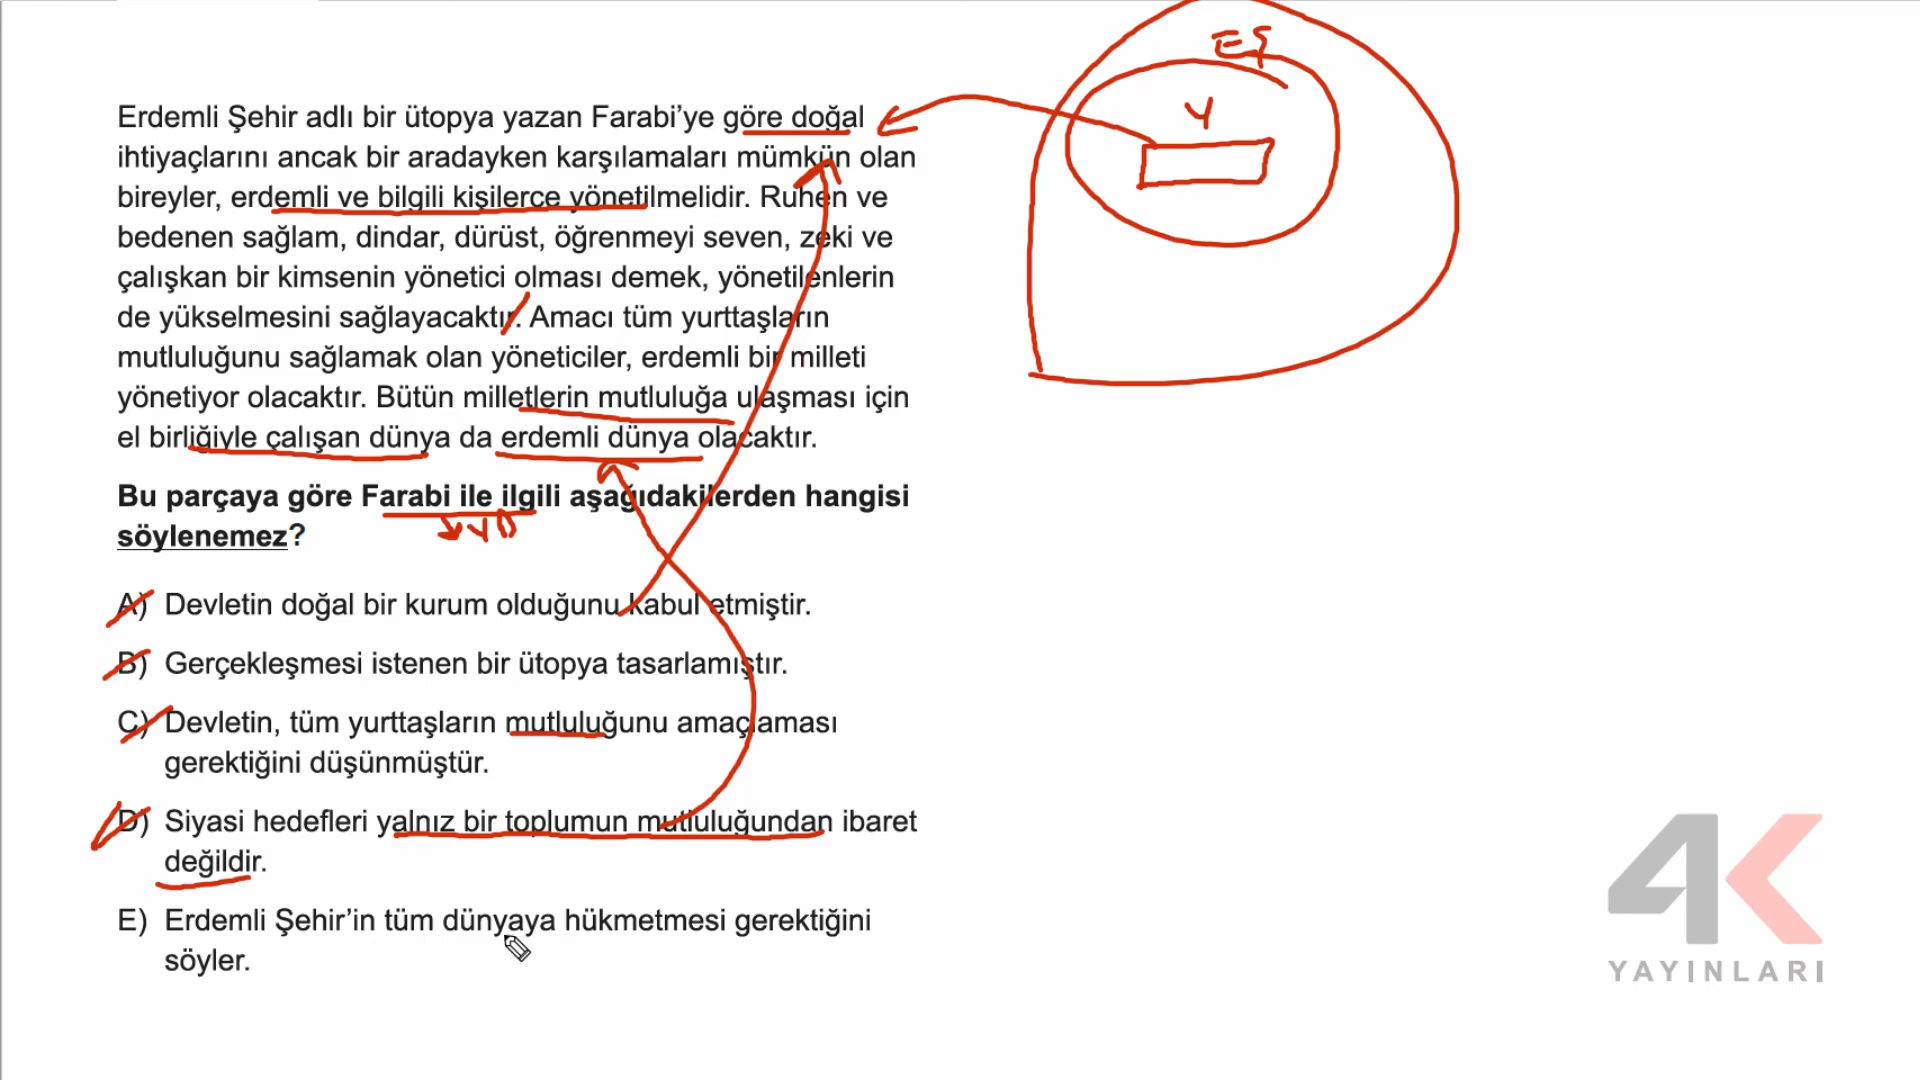 EŞ
Y
Erdemli Şehir adlı bir ütopya yazan Farabi’ye göre doğal
ihtiyaçlarını ancak bir aradayken karşılamaları mümkün olan
bireyler, erdemli ve bilgili kişilerce yönetilmelidir. Ruhen ve
bedenen sağlam, dindar, dürüst, öğrenmeyi seven, zeki ve
çalışkan bir kimsenin yönetici olması demek, yönetilenlerin
de yükselmesini sağlayacaktır. Amacı tüm yurttaşların
mutluluğunu sağlamak olan yöneticiler, erdemli bir milleti
yönetiyor olacaktır. Bütün milletlerin mutluluğa ulaşması için
el birliğiyle çalışan dünya da erdemli dünya olacaktır.
Bu parçaya göre Farabi ile ilgili aşağıdakilerden hangisi
söylenemez?
A) Devletin doğal bir kurum olduğunu kabul etmiştir.
B) Gerçekleşmesi istenen bir ütopya tasarlamıştır.
C) Devletin, tüm yurttaşların mutluluğunu amaçlaması
gerektiğini düşünmüştür.
D) Siyasi hedefleri yalnız bir toplumun mutluluğundan ibaret
değildir.
E) Erdemli Şehir’in tüm dünyaya hükmetmesi gerektiğini
söyler.
4K
YAYINLARI